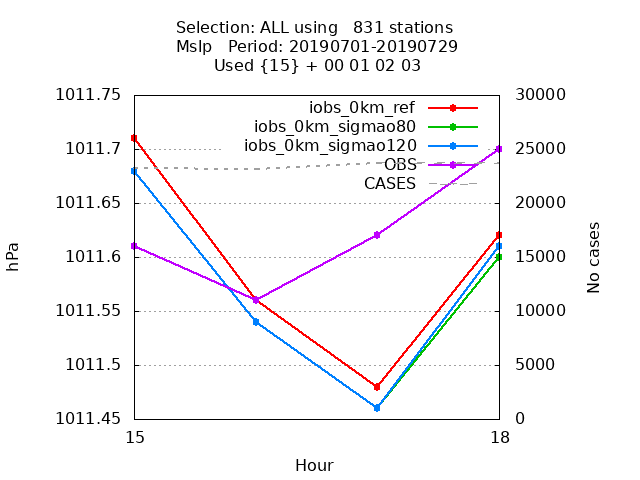 Selection: ALL using   831 stations
Mslp   Period: 20190701-20190729
Used {15} + 00 01 02 03
1011.75
30000
iobs_0km_ref
iobs_0km_sigmao80
1011.7
iobs_0km_sigmao120
25000
OBS
CASES
1011.65
20000
1011.6
15000
hPa
No cases
1011.55
10000
1011.5
5000
1011.45
0
15
18
Hour